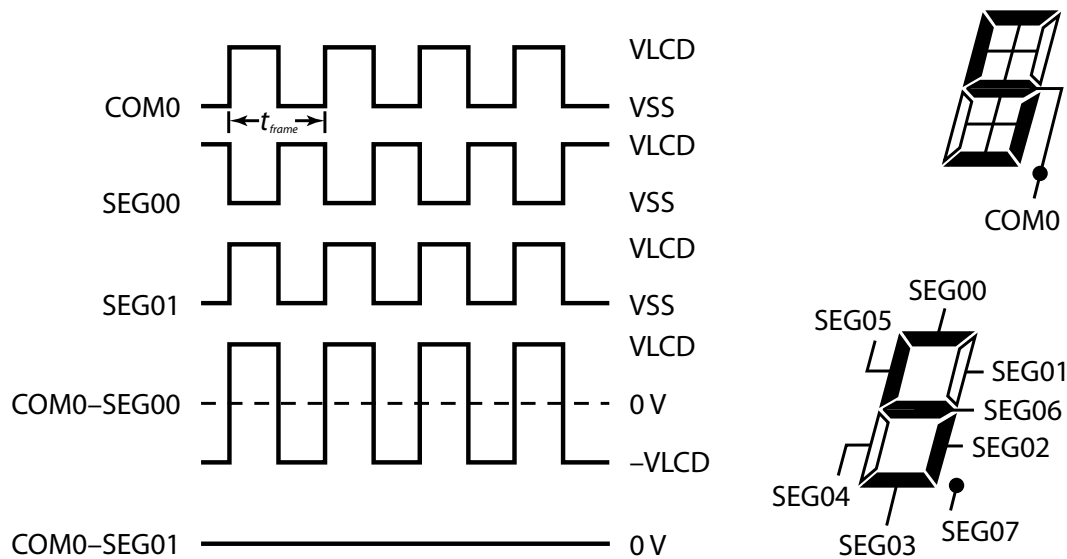 VLCD
COM0
VSS
t frame
VLCD
SEG00
VSS
VLCD
SEG01
VSS
VLCD
COM0–SEG00
0 V
–VLCD
COM0–SEG01
0 V
COM0
SEG00
SEG05
SEG01
SEG06
SEG02
SEG04
SEG03
SEG07